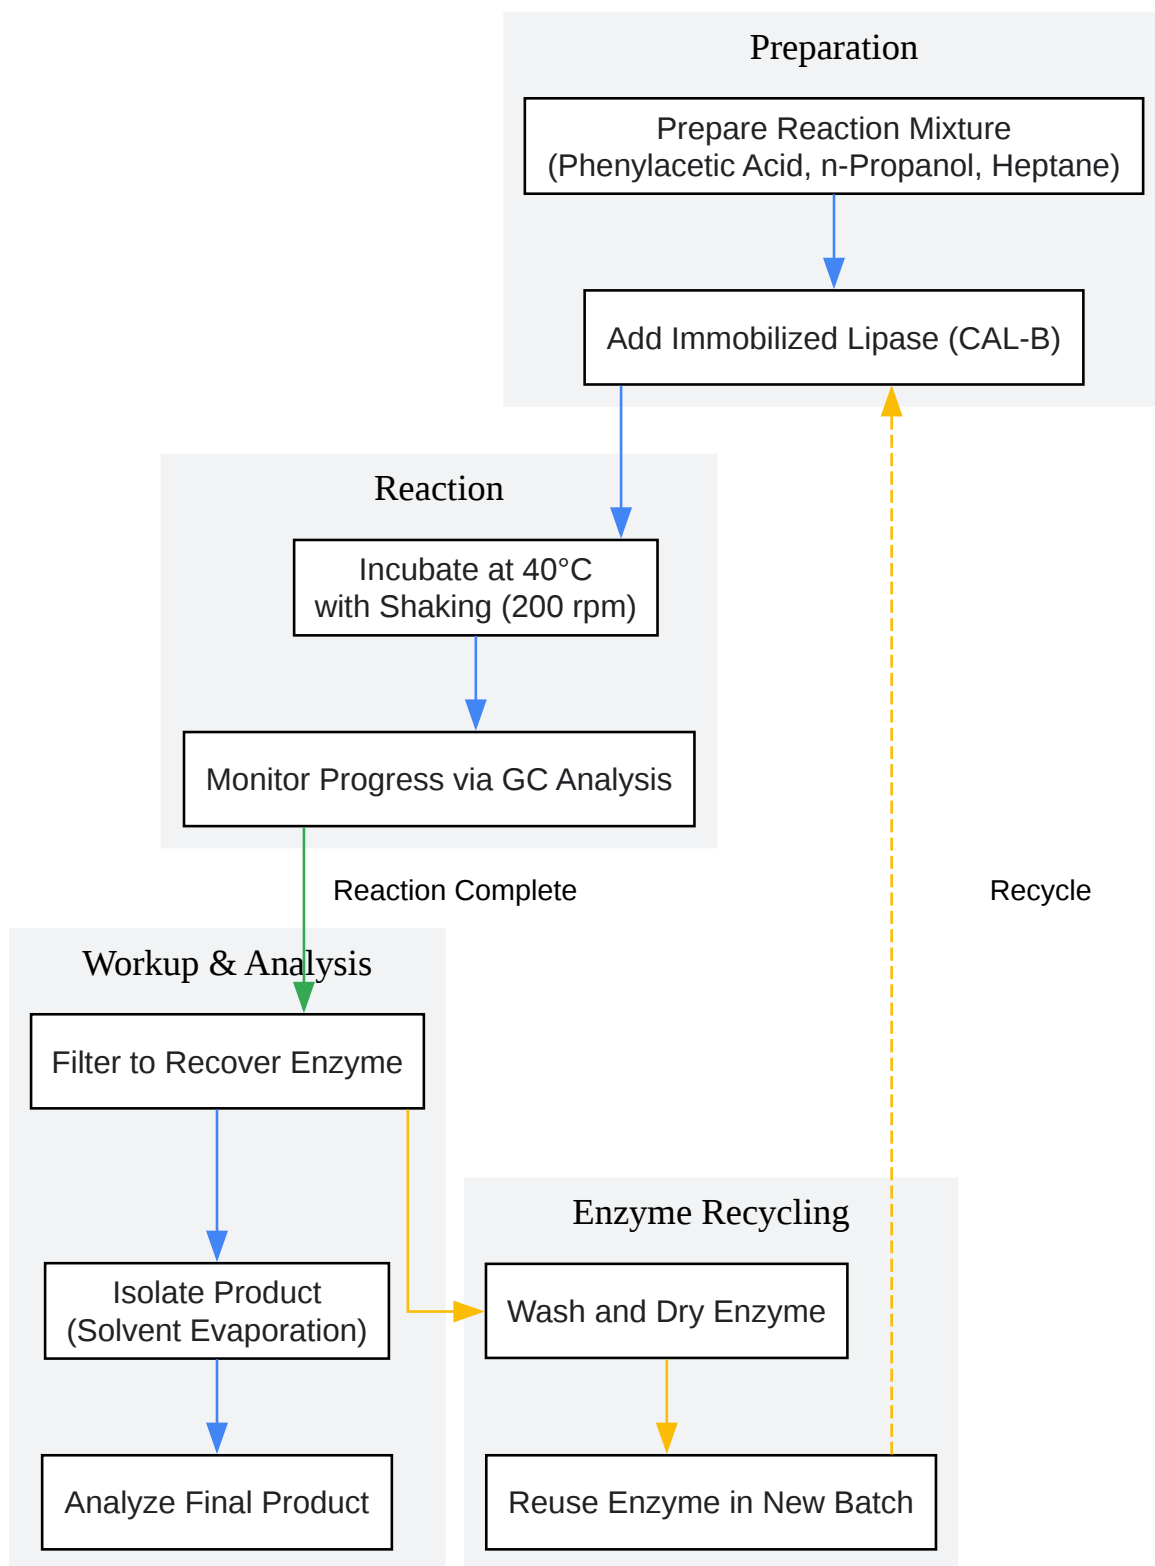 Preparation
Prepare Reaction Mixture
(Phenylacetic Acid, n-Propanol, Heptane)
Add Immobilized Lipase (CAL-B)
Reaction
Incubate at 40°C
with Shaking (200 rpm)
Monitor Progress via GC Analysis
Reaction Complete
Recycle
Workup & Analysis
Filter to Recover Enzyme
Isolate Product
(Solvent Evaporation)
Analyze Final Product
Enzyme Recycling
Wash and Dry Enzyme
Reuse Enzyme in New Batch